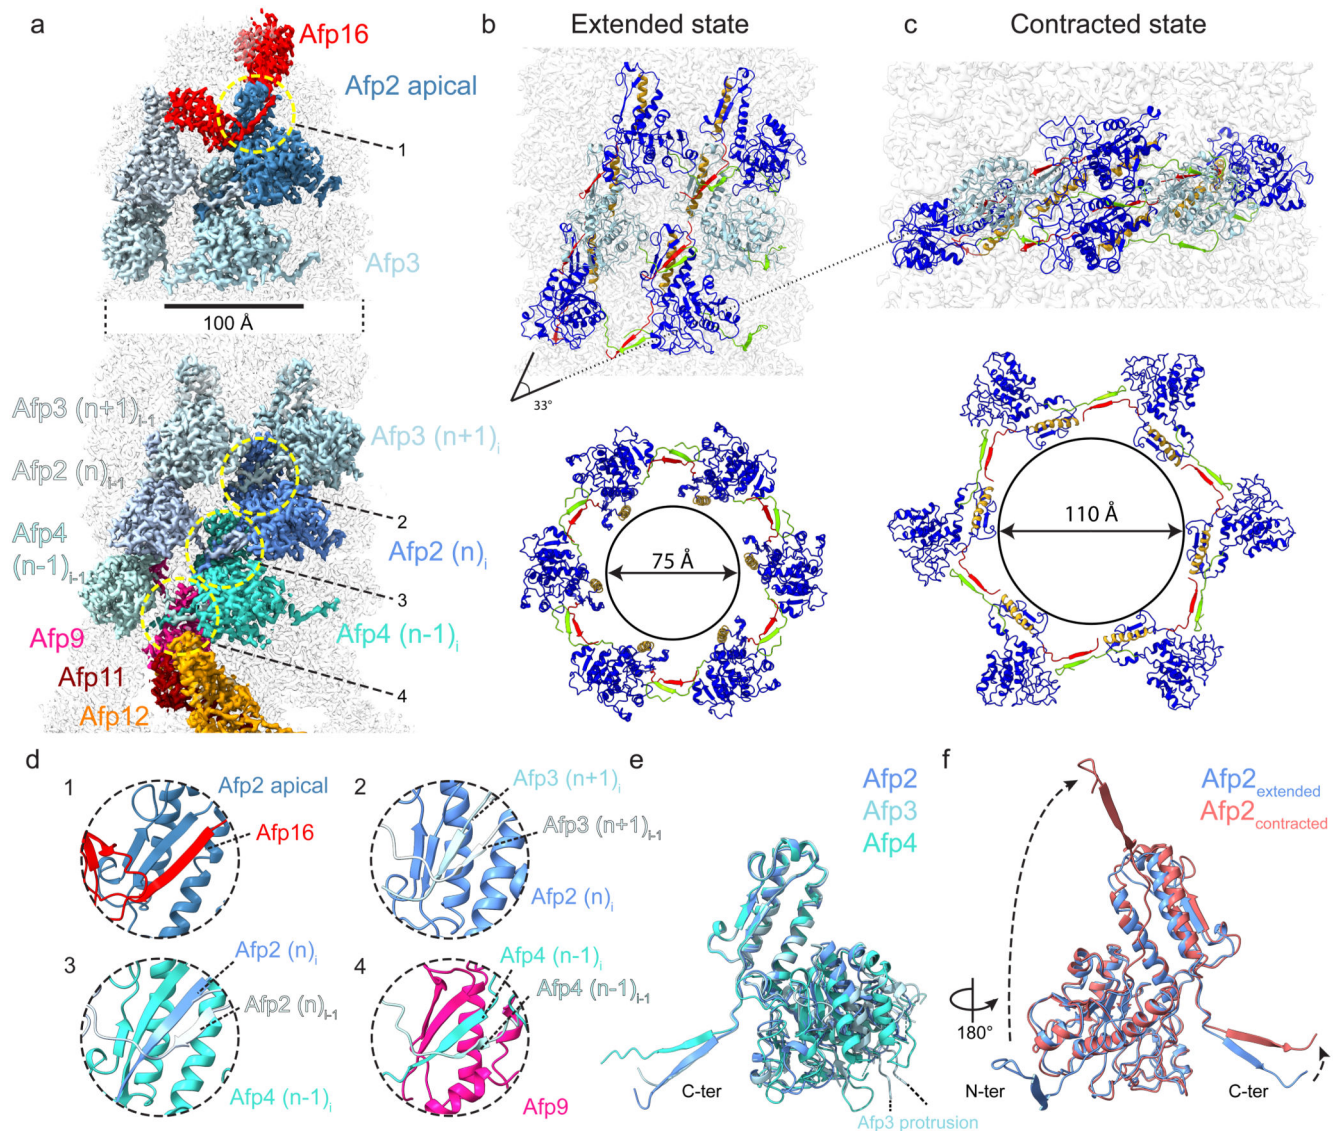 a
Afp16
Afp2 apical
1
Afp3
100 Å
Afp3 (n+1)i-1
Afp3 (n+1)i
Afp2 (n)i-1
2
Afp2 (n)i
Afp4
(n-1)i-1
3
Afp9
Afp4 (n-1)i
Afp11
4
Afp12
b
Extended state
33°
75 Å
c
Contracted state
110 Å
d
1
Afp2 apical
Afp16
2
Afp3 (n+1)i
Afp3 (n+1)i-1
Afp2 (n)i
3
Afp2 (n)i
Afp2 (n)i-1
Afp4 (n-1)i
4
Afp4 (n-1)i
Afp4 (n-1)i-1
Afp9
e
Afp2
Afp3
Afp4
C-ter
Afp3 protrusion
f
Afp2extended
Afp2contracted
180°
N-ter
C-ter